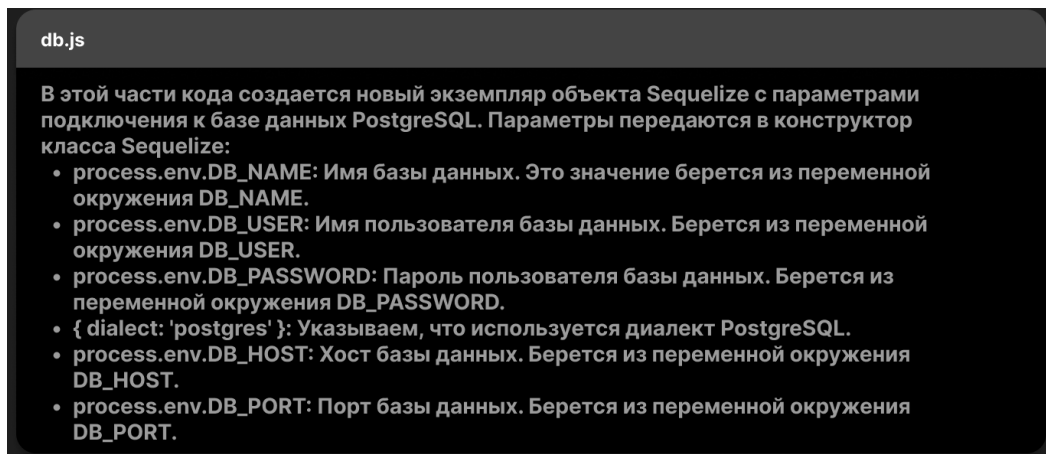 db.js
В этой части кода создается новый экземпляр объекта Sequelize с параметрами
подключения к базе данных PostgreSQL. Параметры передаются в конструктор
класса Sequelize:
• process.env.DB_NAME: Имя базы данных. Это значение берется из переменной
окружения DB_NAME.
• process.env.DB_USER: Имя пользователя базы данных. Берется из переменной
окружения DB_USER.
• process.env.DB_PASSWORD: Пароль пользователя базы данных. Берется из
переменной окружения DB_PASSWORD.
• { dialect: 'postgres' }: Указываем, что используется диалект PostgreSQL.
• process.env.DB_HOST: Хост базы данных. Берется из переменной окружения
DB_HOST.
• process.env.DB_PORT: Порт базы данных. Берется из переменной окружения
DB_PORT.